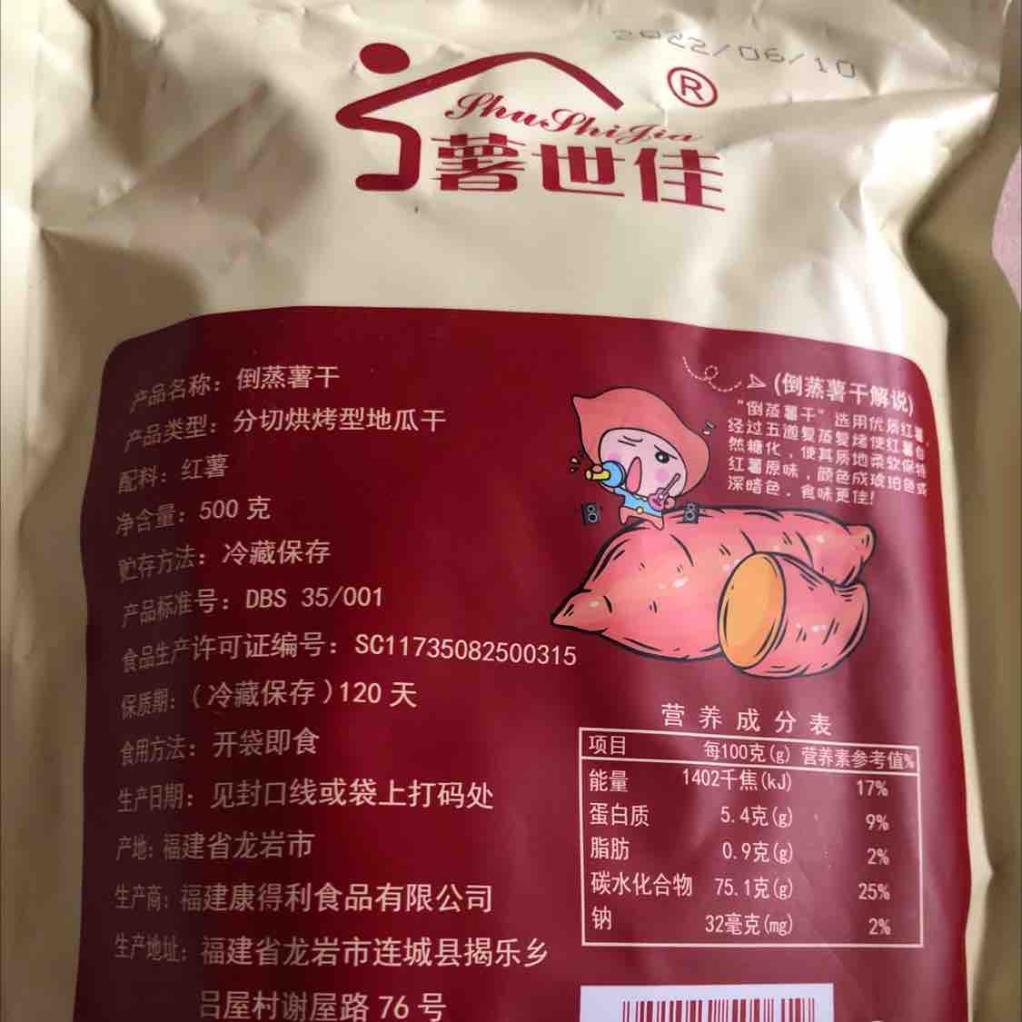 2022/06/10
ShuShiJia
®
薯世佳
产品名称：倒蒸薯干
产品类型：分切烘烤型地瓜干
配料：红薯
净含量：500 克
贮存方法：冷藏保存
产品标准号：DBS 35/001
食品生产许可证编号：SC11735082500315
保质期：（冷藏保存）120 天
食用方法：开袋即食
生产日期：见封口线或袋上打码处
产地：福建省龙岩市
生产商：福建康得利食品有限公司
生产地址：福建省龙岩市连城县揭乐乡
吕屋村谢屋路 76 号
(倒蒸薯干解说)
"倒蒸薯干"选用优质红薯，
经过五道复蒸复烤使红薯自
然糖化，使其质地柔软保持
红薯原味，颜色成琥珀色或
深暗色，食味更佳!
营养成分表
项目 每100克(g) 营养素参考值%
能量 1402千焦(kJ) 17%
蛋白质 5.4克(g) 9%
脂肪 0.9克(g) 2%
碳水化合物 75.1克(g) 25%
钠 32毫克(mg) 2%